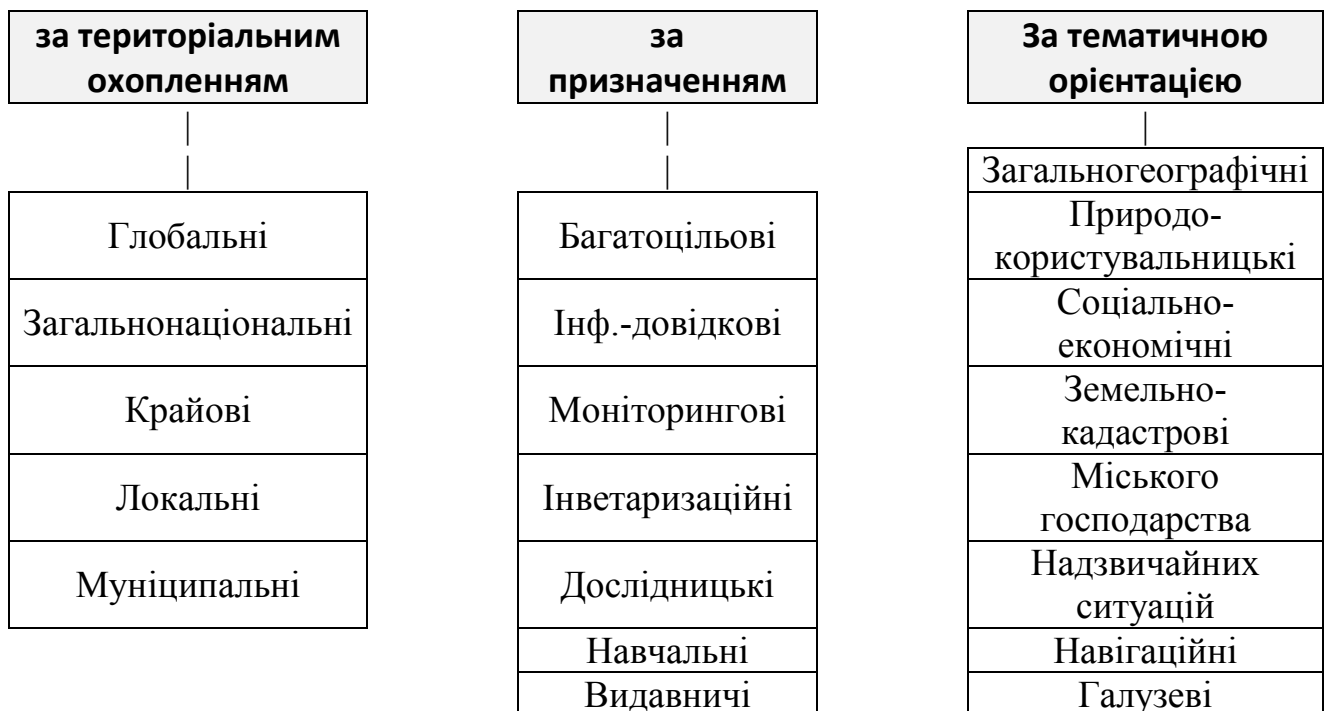 за територіальним
охопленням
Глобальні
Загальнонаціональні
Крайові
Локальні
Муніципальні
за
призначенням
Багатоцільові
Інф.-довідкові
Моніторингові
Інветаризаційні
Дослідницькі
Навчальні
Видавничі
За тематичною
орієнтацією
Загальногеографічні
Природо-
користувальницькі
Соціально-
економічні
Земельно-
кадастрові
Міського
господарства
Надзвичайних
ситуацій
Навігаційні
Галузеві